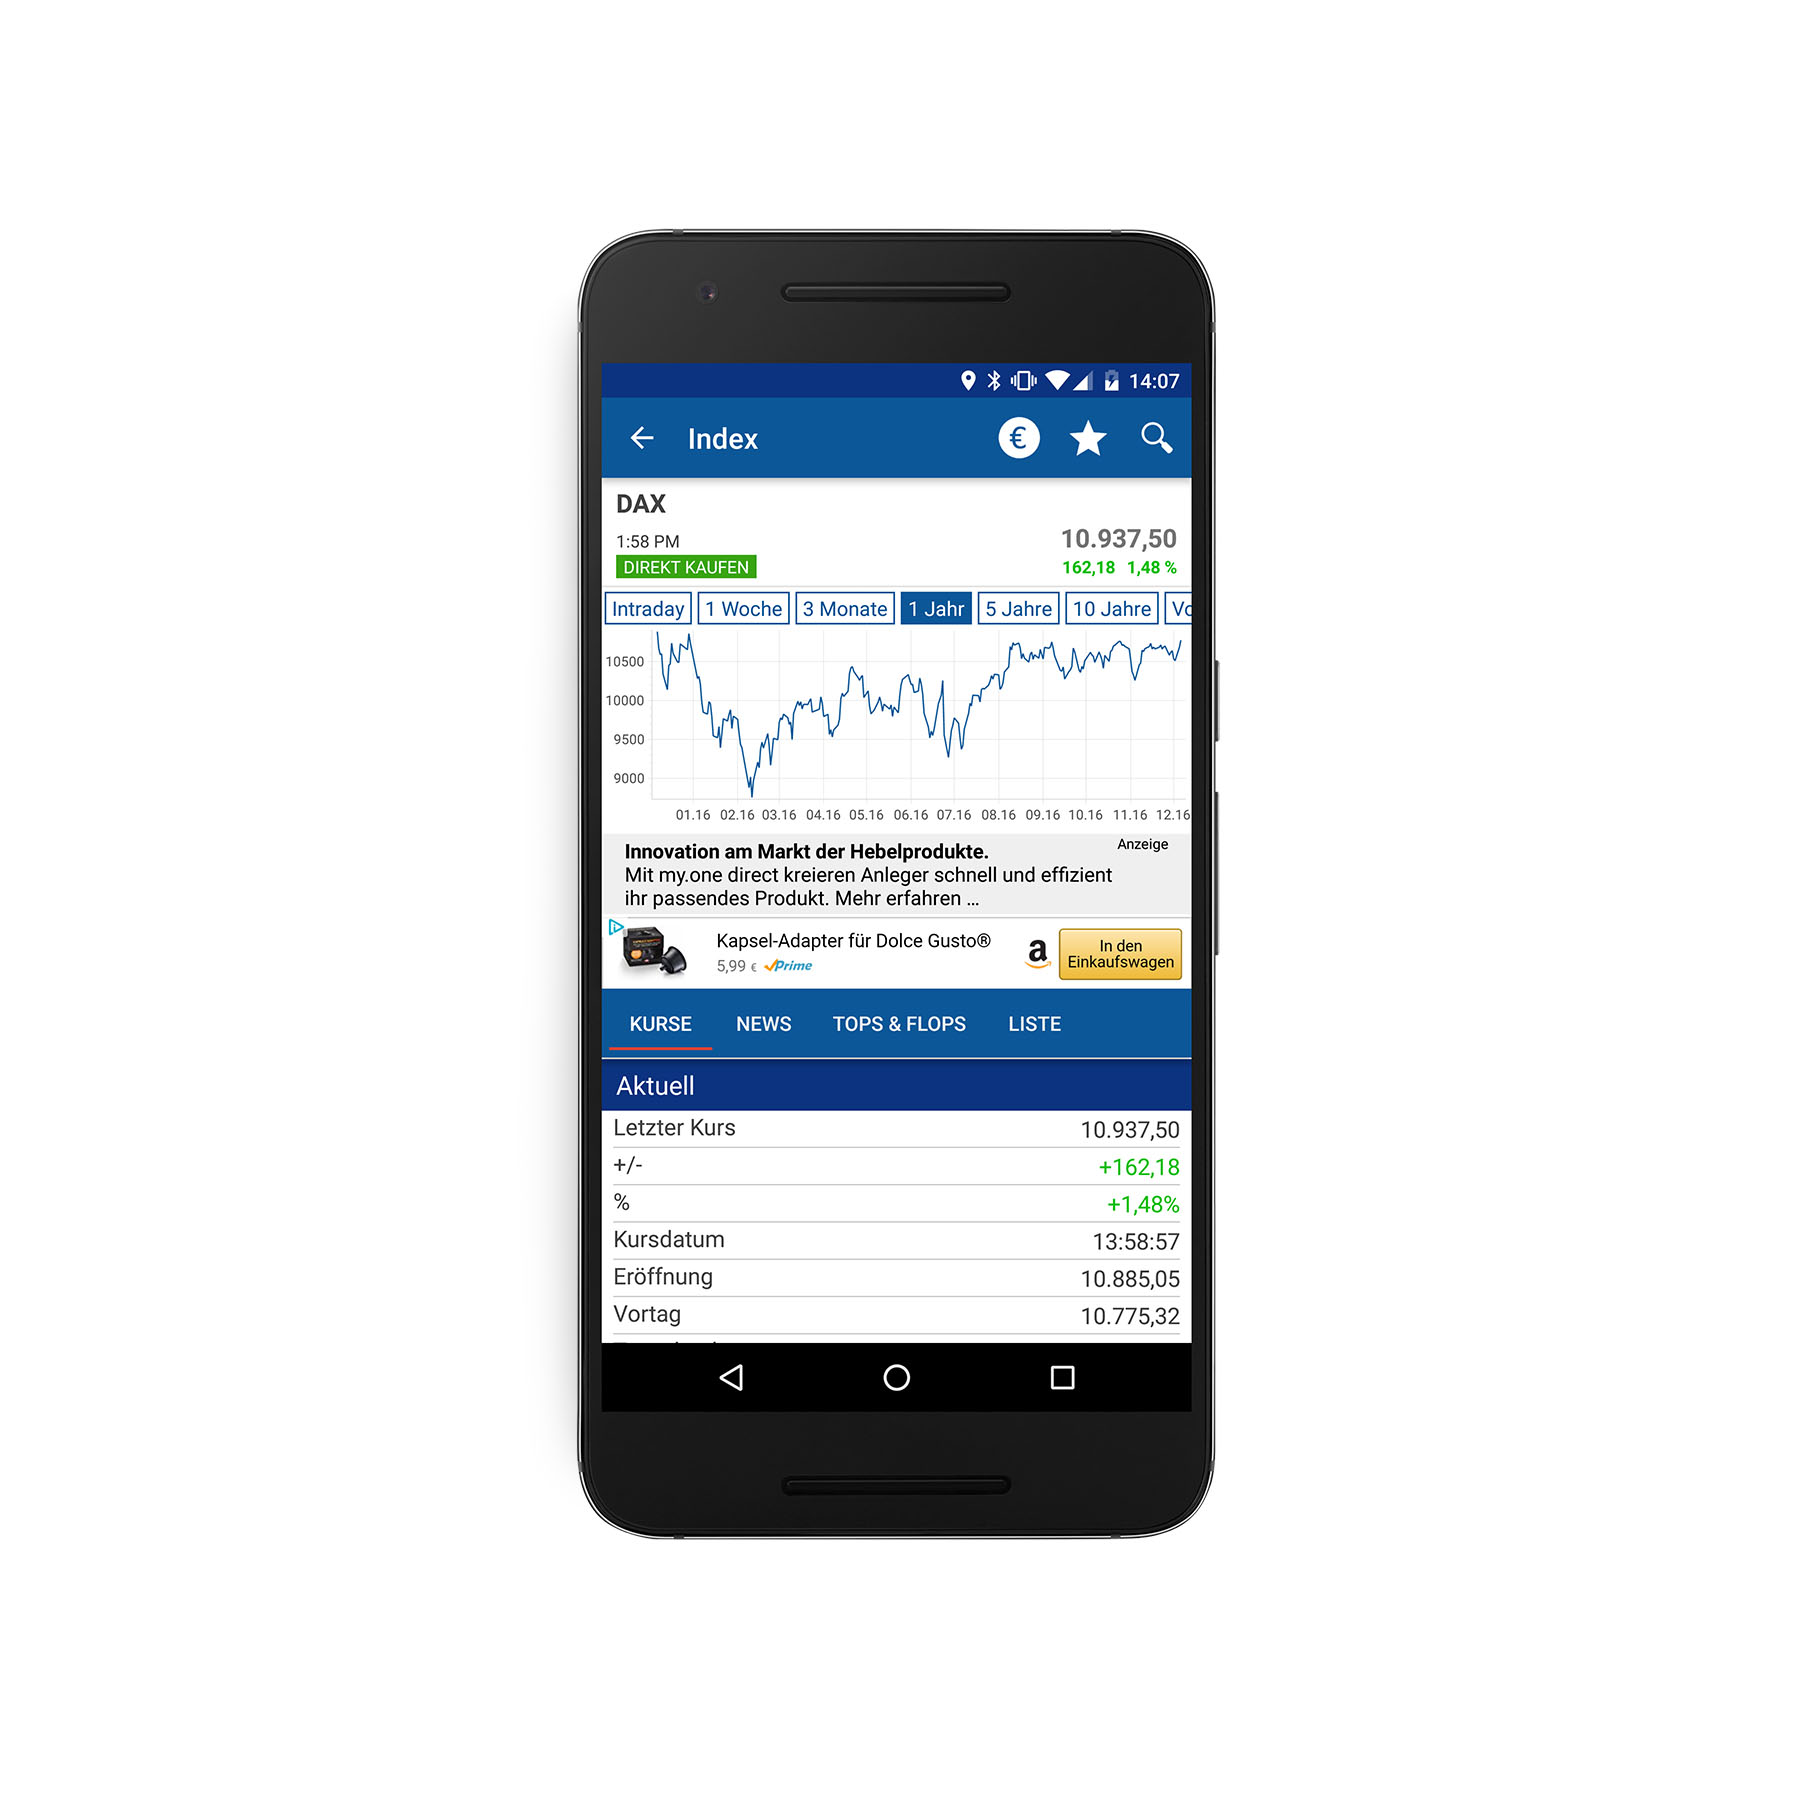 14:07
Index
€
DAX
1:58 PM
10.937,50
DIREKT KAUFEN
162,18 1,48 %
Intraday 1 Woche 3 Monate 1 Jahr 5 Jahre 10 Jahre
10500
10000
9500
9000
01.16 02.16 03.16 04.16 05.16 06.16 07.16 08.16 09.16 10.16 11.16 12.16
Anzeige
Innovation am Markt der Hebelprodukte.
Mit my.one direct kreieren Anleger schnell und effizient
ihr passendes Produkt. Mehr erfahren ...
Kapsel-Adapter für Dolce Gusto®
5,99 € Prime
a
In den
Einkaufswagen
KURSE NEWS TOPS & FLOPS LISTE
Aktuell
Letzter Kurs 10.937,50
+/- +162,18
% +1,48%
Kursdatum 13:58:57
Eröffnung 10.885,05
Vortag 10.775,32